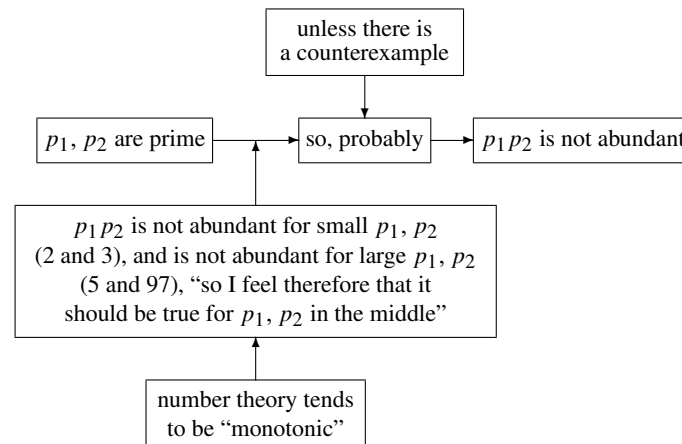 unless there is
a counterexample
p₁, p₂ are prime
so, probably
p₁p₂ is not abundant
p₁p₂ is not abundant for small p₁, p₂
(2 and 3), and is not abundant for large p₁, p₂
(5 and 97), “so I feel therefore that it
should be true for p₁, p₂ in the middle”
number theory tends
to be “monotonic”